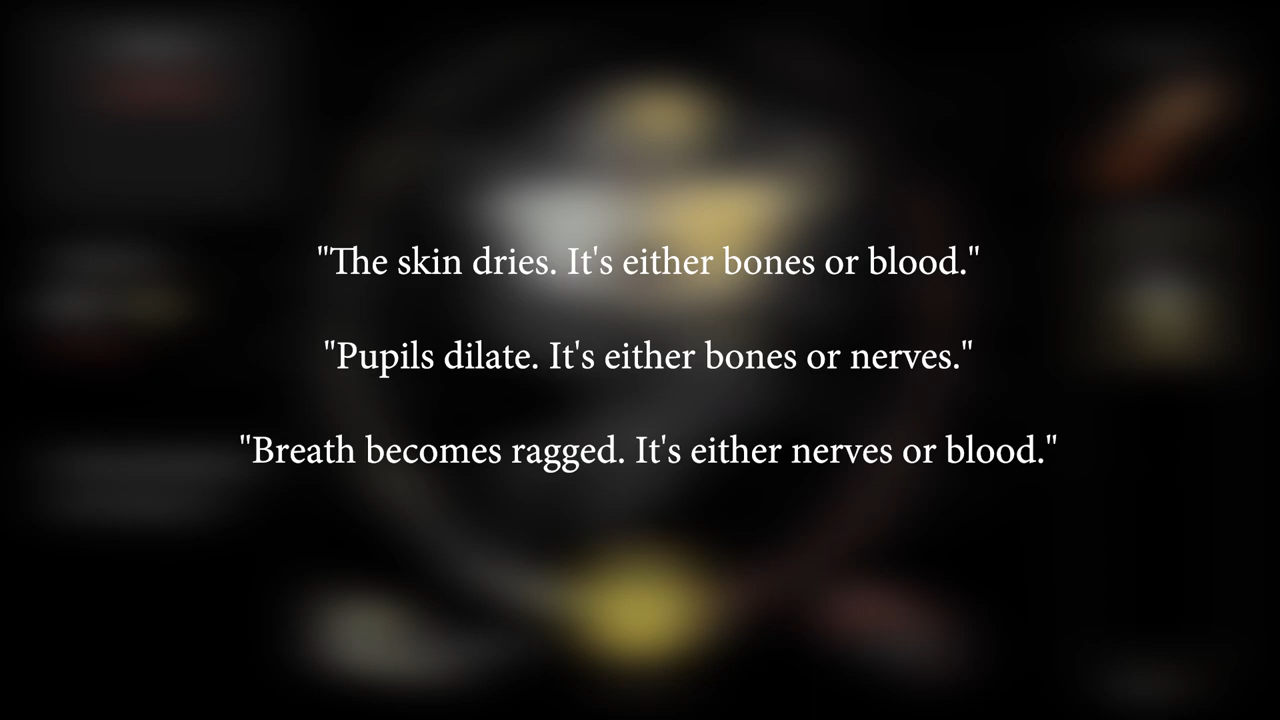 "The skin dries. It's either bones or blood."
"Pupils dilate. It's either bones or nerves."
"Breath becomes ragged. It's either nerves or blood."